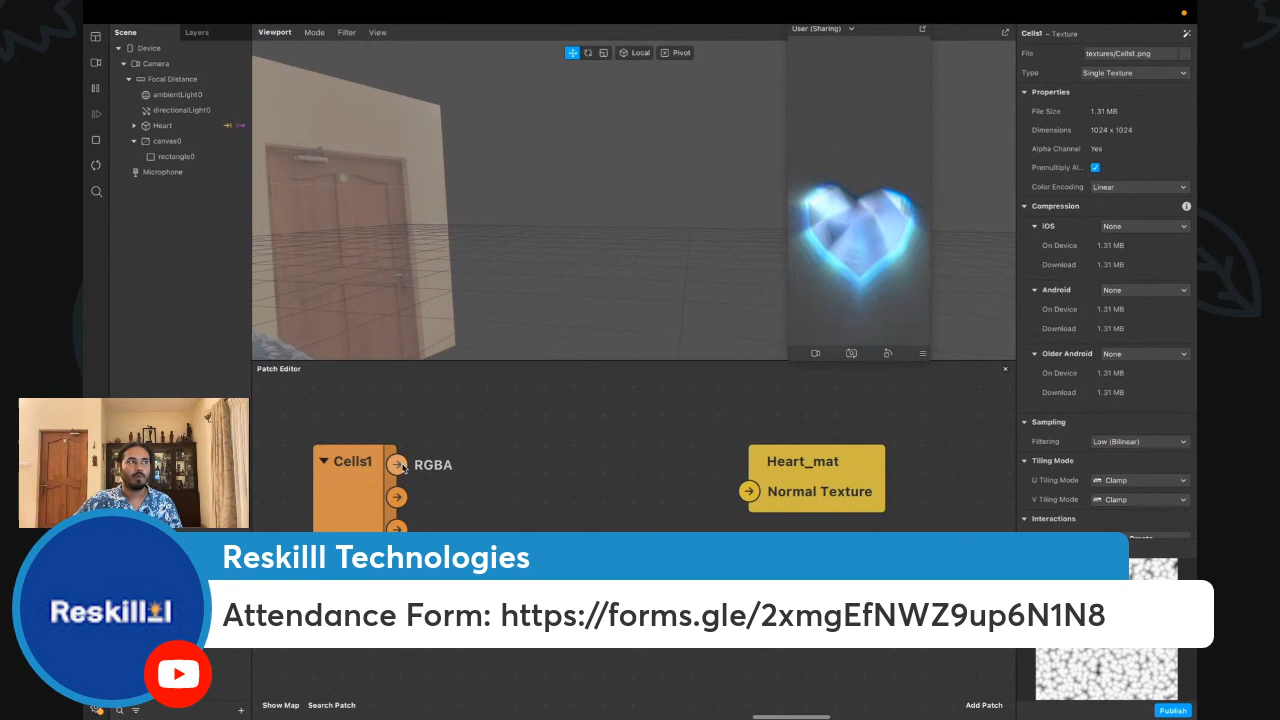 Scene
Layers
Device
Camera
Focal Distance
ambientLight0
directionalLight0
Heart
canvas0
rectangle0
Microphone
Viewport
Mode
Filter
View
Local
Pivot
User (Sharing)
Cells1 – Texture
File
textures/Cells1.png
Type
Single Texture
Properties
File Size
1.31 MB
Dimensions
1024 x 1024
Alpha Channel
Yes
Premultiply Al...
Color Encoding
Linear
Compression
iOS
None
On Device
1.31 MB
Download
1.31 MB
Android
None
On Device
1.31 MB
Download
1.31 MB
Older Android
None
On Device
1.31 MB
Download
1.31 MB
Sampling
Filtering
Low (Bilinear)
Tiling Mode
U Tiling Mode
Clamp
V Tiling Mode
Clamp
Interactions
Patch Editor
Cells1
RGBA
Heart_mat
Normal Texture
Reskilll Technologies
Attendance Form: https://forms.gle/2xmgEfNWZ9up6N1N8
Reskilll
Show Map
Search Patch
Add Patch
Publish